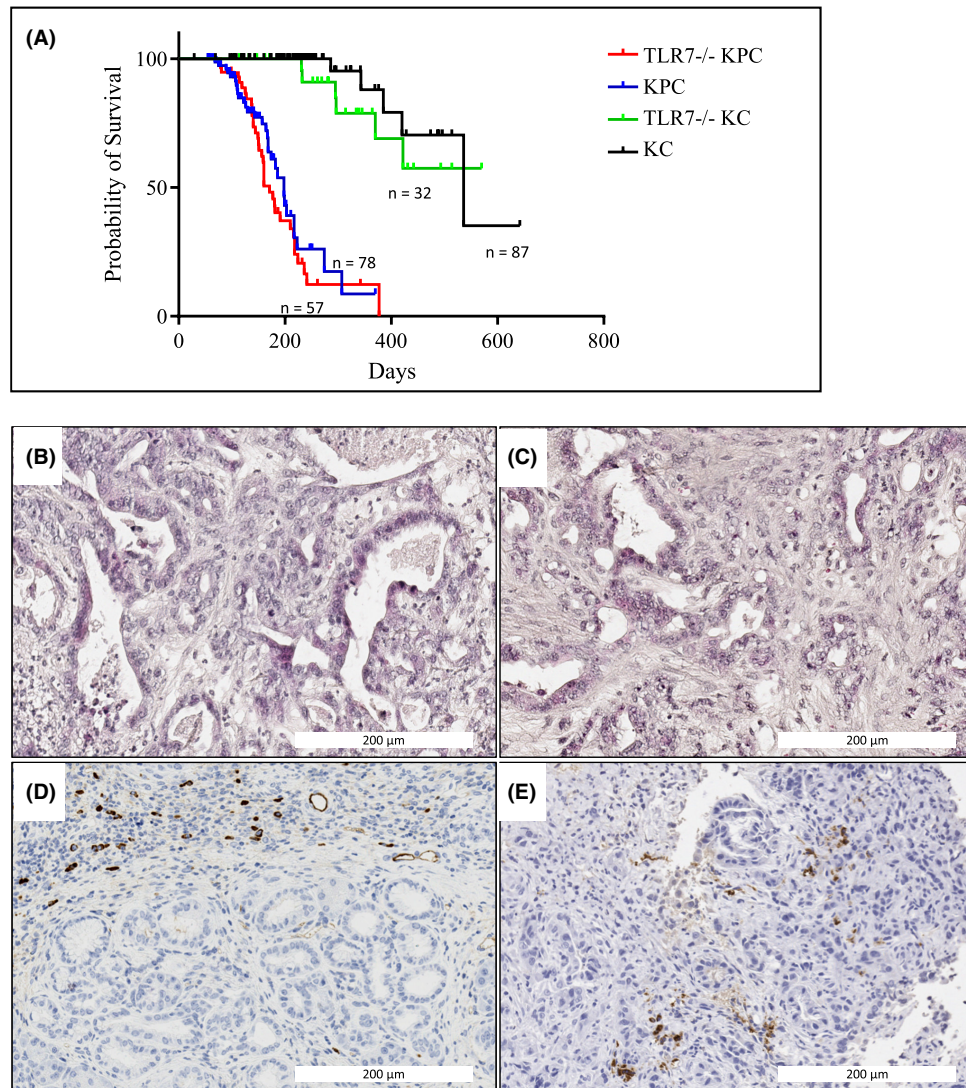 (A)
TLR7-/- KPC
KPC
TLR7-/- KC
KC
100
50
0
Probability of Survival
n = 32
n = 87
n = 78
n = 57
0 200 400 600 800
Days
(B)
200 µm
(C)
200 µm
(D)
200 µm
(E)
200 µm